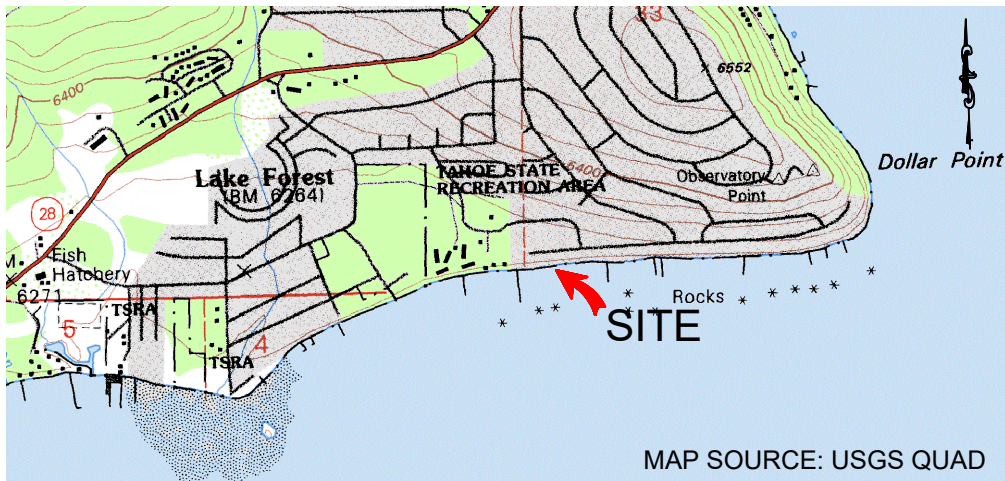 33
6552
6400
Dollar Point
TAHOE STATE
RECREATION AREA
6400
Observatory
Point
Lake Forest
(BM 6264)
28
Fish
Hatchery
6271
TSRA
Rocks
SITE
5
4
TSRA
MAP SOURCE: USGS QUAD